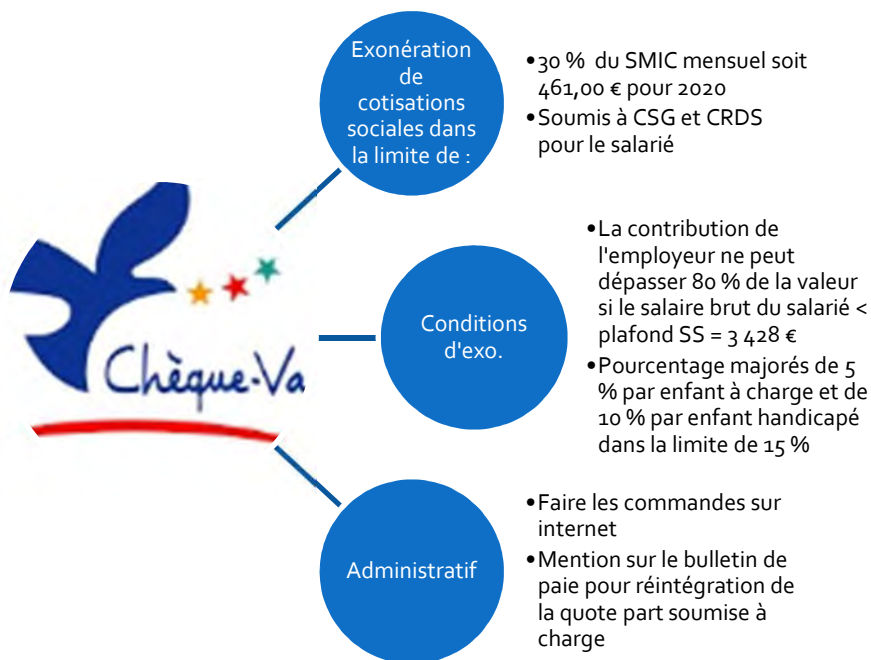 Exonération
de
cotisations
sociales dans
la limite de :
•30 % du SMIC mensuel soit
461,00 € pour 2020
•Soumis à CSG et CRDS
pour le salarié
Chèque-Va
Conditions
d'exo.
•La contribution de
l'employeur ne peut
dépasser 80 % de la valeur
si le salaire brut du salarié <
plafond SS = 3 428 €
•Pourcentage majorés de 5
% par enfant à charge et de
10 % par enfant handicapé
dans la limite de 15 %
Administratif
•Faire les commandes sur
internet
•Mention sur le bulletin de
paie pour réintégration de
la quote part soumise à
charge